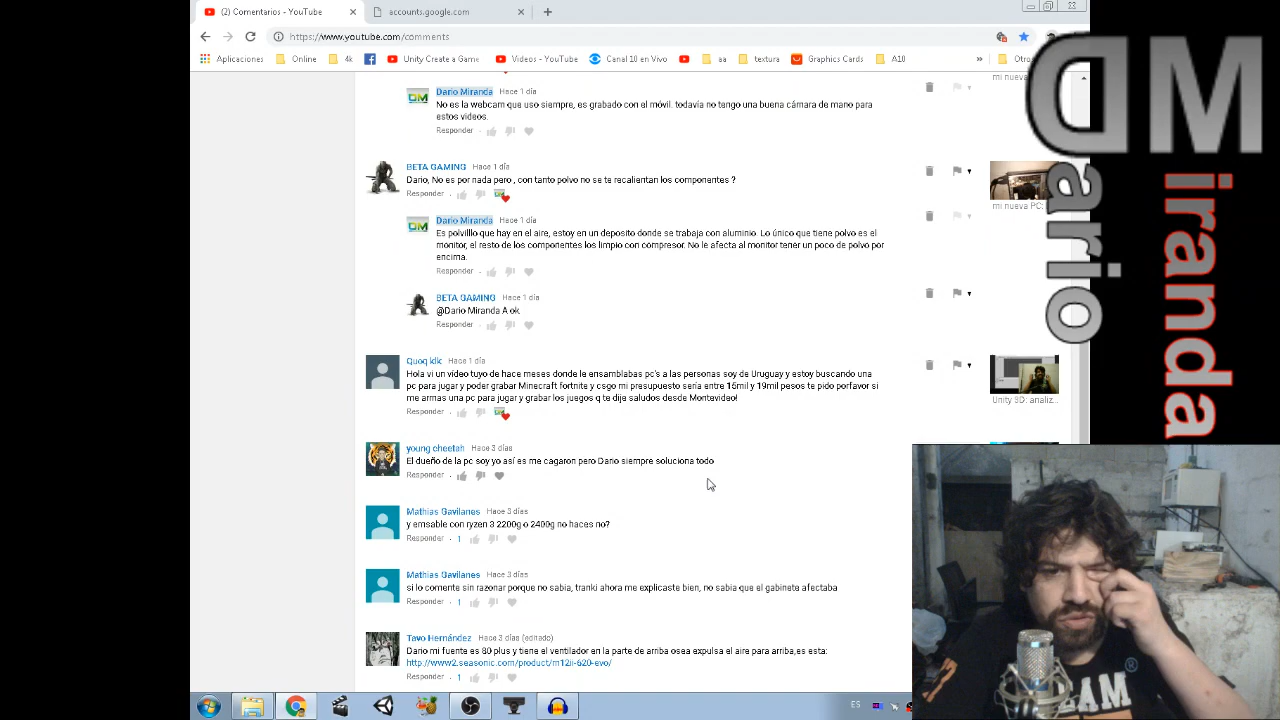 (2) Comentarios - YouTube
accounts.google.com
https://www.youtube.com/comments
Aplicaciones Online 4k Unity Create a Game Videos - YouTube Canal 10 en Vivo aa textura Graphics Cards A10 » Otros
Dario Miranda Hace 1 día
No es la webcam que uso siempre, es grabado con el móvil. todavía no tengo una buena cámara de mano para
estos videos.
Responder
mi nueva
BETA GAMING Hace 1 día
Dario, No es por nada pero , con tanto polvo no se te recalientan los componentes ?
Responder
mi nueva PC:
Dario Miranda Hace 1 día
Es polvilllo que hay en el aire, estoy en un deposito donde se trabaja con aluminio. Lo único que tiene polvo es el
monitor, el resto de los componentes los limpio con compresor. No le afecta al monitor tener un poco de polvo por
encima.
Responder
BETA GAMING Hace 1 día
@Dario Miranda A ok
Responder
Quoq klk Hace 1 día
Hola vi un vídeo tuyo de hace meses donde le ensamblabas pc's a las personas soy de Uruguay y estoy buscando una
pc para jugar y poder grabar Minecraft fortnite y csgo mi presupuesto sería entre 15mil y 19mil pesos te pido porfavor si
me armas una pc para jugar y grabar los juegos q te dije saludos desde Montevideo!
Responder
Unity 3D: analiz...
young cheetah Hace 3 días
El dueño de la pc soy yo así es me cagaron pero Dario siempre soluciona todo
Responder
Mathias Gavilanes Hace 3 días
y emsable con ryzen 3 2200g o 2400g no haces no?
Responder · 1
Mathias Gavilanes Hace 3 días
si lo comente sin razonar porque no sabia, tranki ahora me explicaste bien, no sabia que el gabinete afectaba
Responder · 1
Tavo Hernández Hace 3 días (editado)
Dario mi fuente es 80 plus y tiene el ventilador en la parte de arriba osea expulsa el aire para arriba,es esta:
http://www2.seasonic.com/product/m12ii-620-evo/
Responder · 1
ES
Dario
Miranda
AM
®